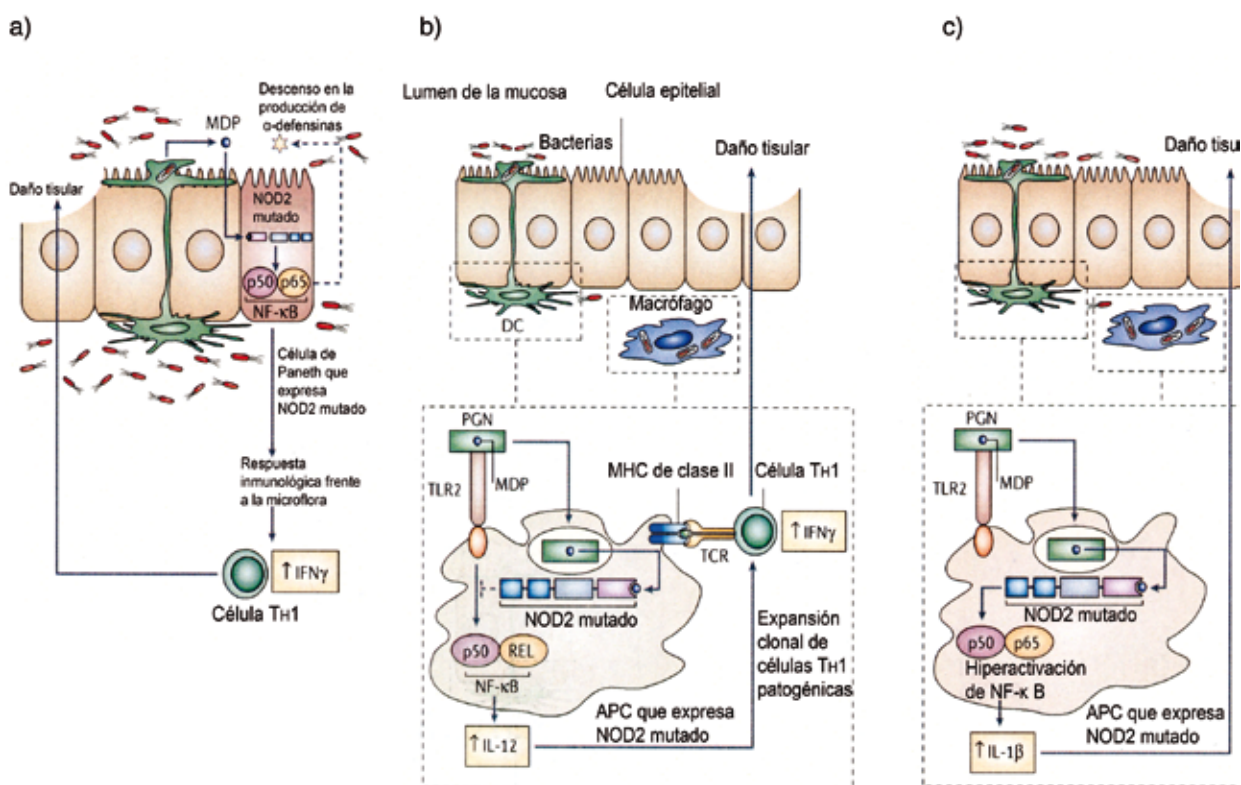 a)
Descenso en la
producción de
α-defensinas
MDP
Daño tisular
NOD2
mutado
p50
p65
NF-κB
Célula de
Paneth que
expresa
NOD2 mutado
Respuesta
inmunológica frente
a la microflora
↑ IFNγ
Célula TH1
b)
Lumen de la mucosa
Célula epitelial
Bacterias
Daño tisular
DC
Macrófago
PGN
TLR2
MDP
MHC de clase II
Célula TH1
TCR
↑ IFNγ
NOD2 mutado
p50
REL
NF-κB
Expansión
clonal de
células TH1
patogénicas
APC que expresa
NOD2 mutado
↑ IL-12
c)
Daño tisu
PGN
TLR2
MDP
NOD2 mutado
p50
p65
Hiperactivación
de NF-κ B
APC que expresa
NOD2 mutado
↑ IL-1β